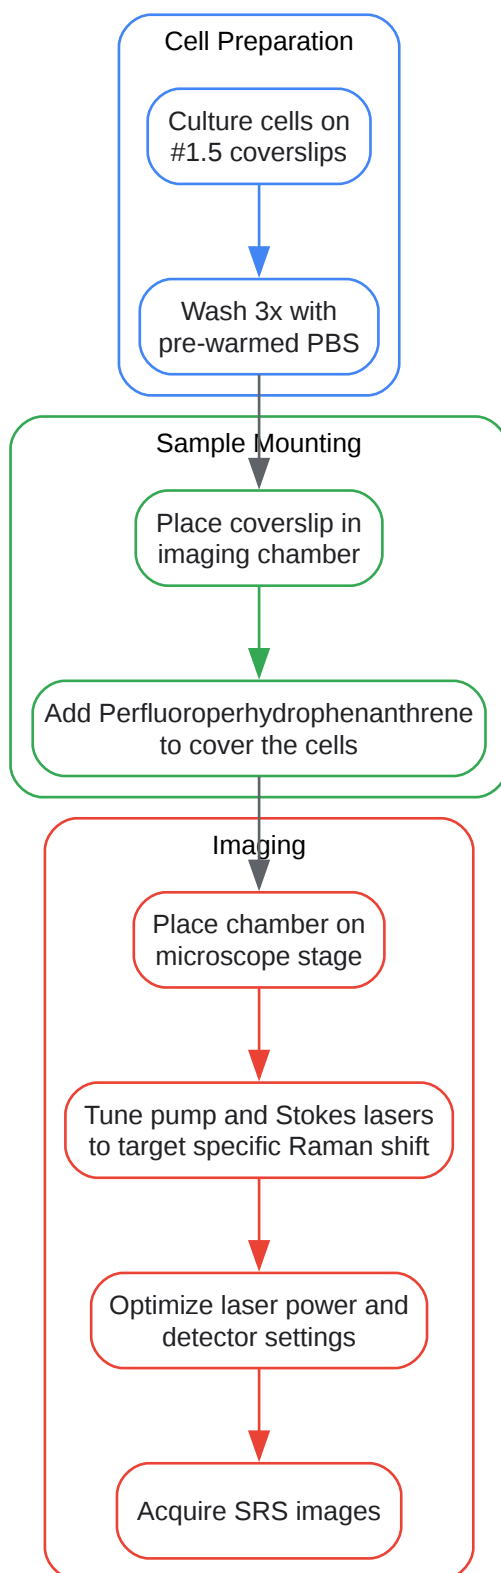 Cell Preparation
Culture cells on
#1.5 coverslips
Wash 3x with
pre-warmed PBS
Sample Mounting
Place coverslip in
imaging chamber
Add Perfluoroperhydrophenanthrene
to cover the cells
Imaging
Place chamber on
microscope stage
Tune pump and Stokes lasers
to target specific Raman shift
Optimize laser power and
detector settings
Acquire SRS images